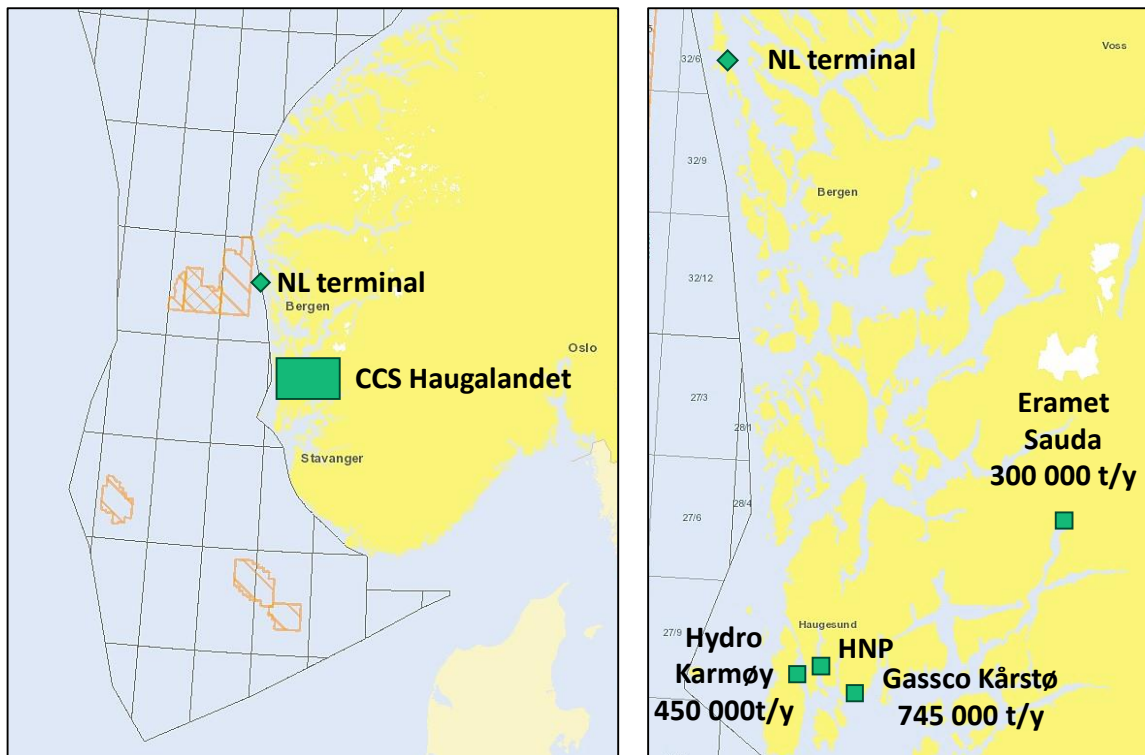 NL terminal
Bergen
Oslo
CCS Haugalandet
Stavanger
NL terminal
Voss
32/6
32/9
Bergen
32/12
27/3
28/1
Eramet
Sauda
300 000 t/y
28/4
27/6
Haugesund
27/9
Hydro
Karmøy
450 000t/y
HNP
Gassco Kårstø
745 000 t/y